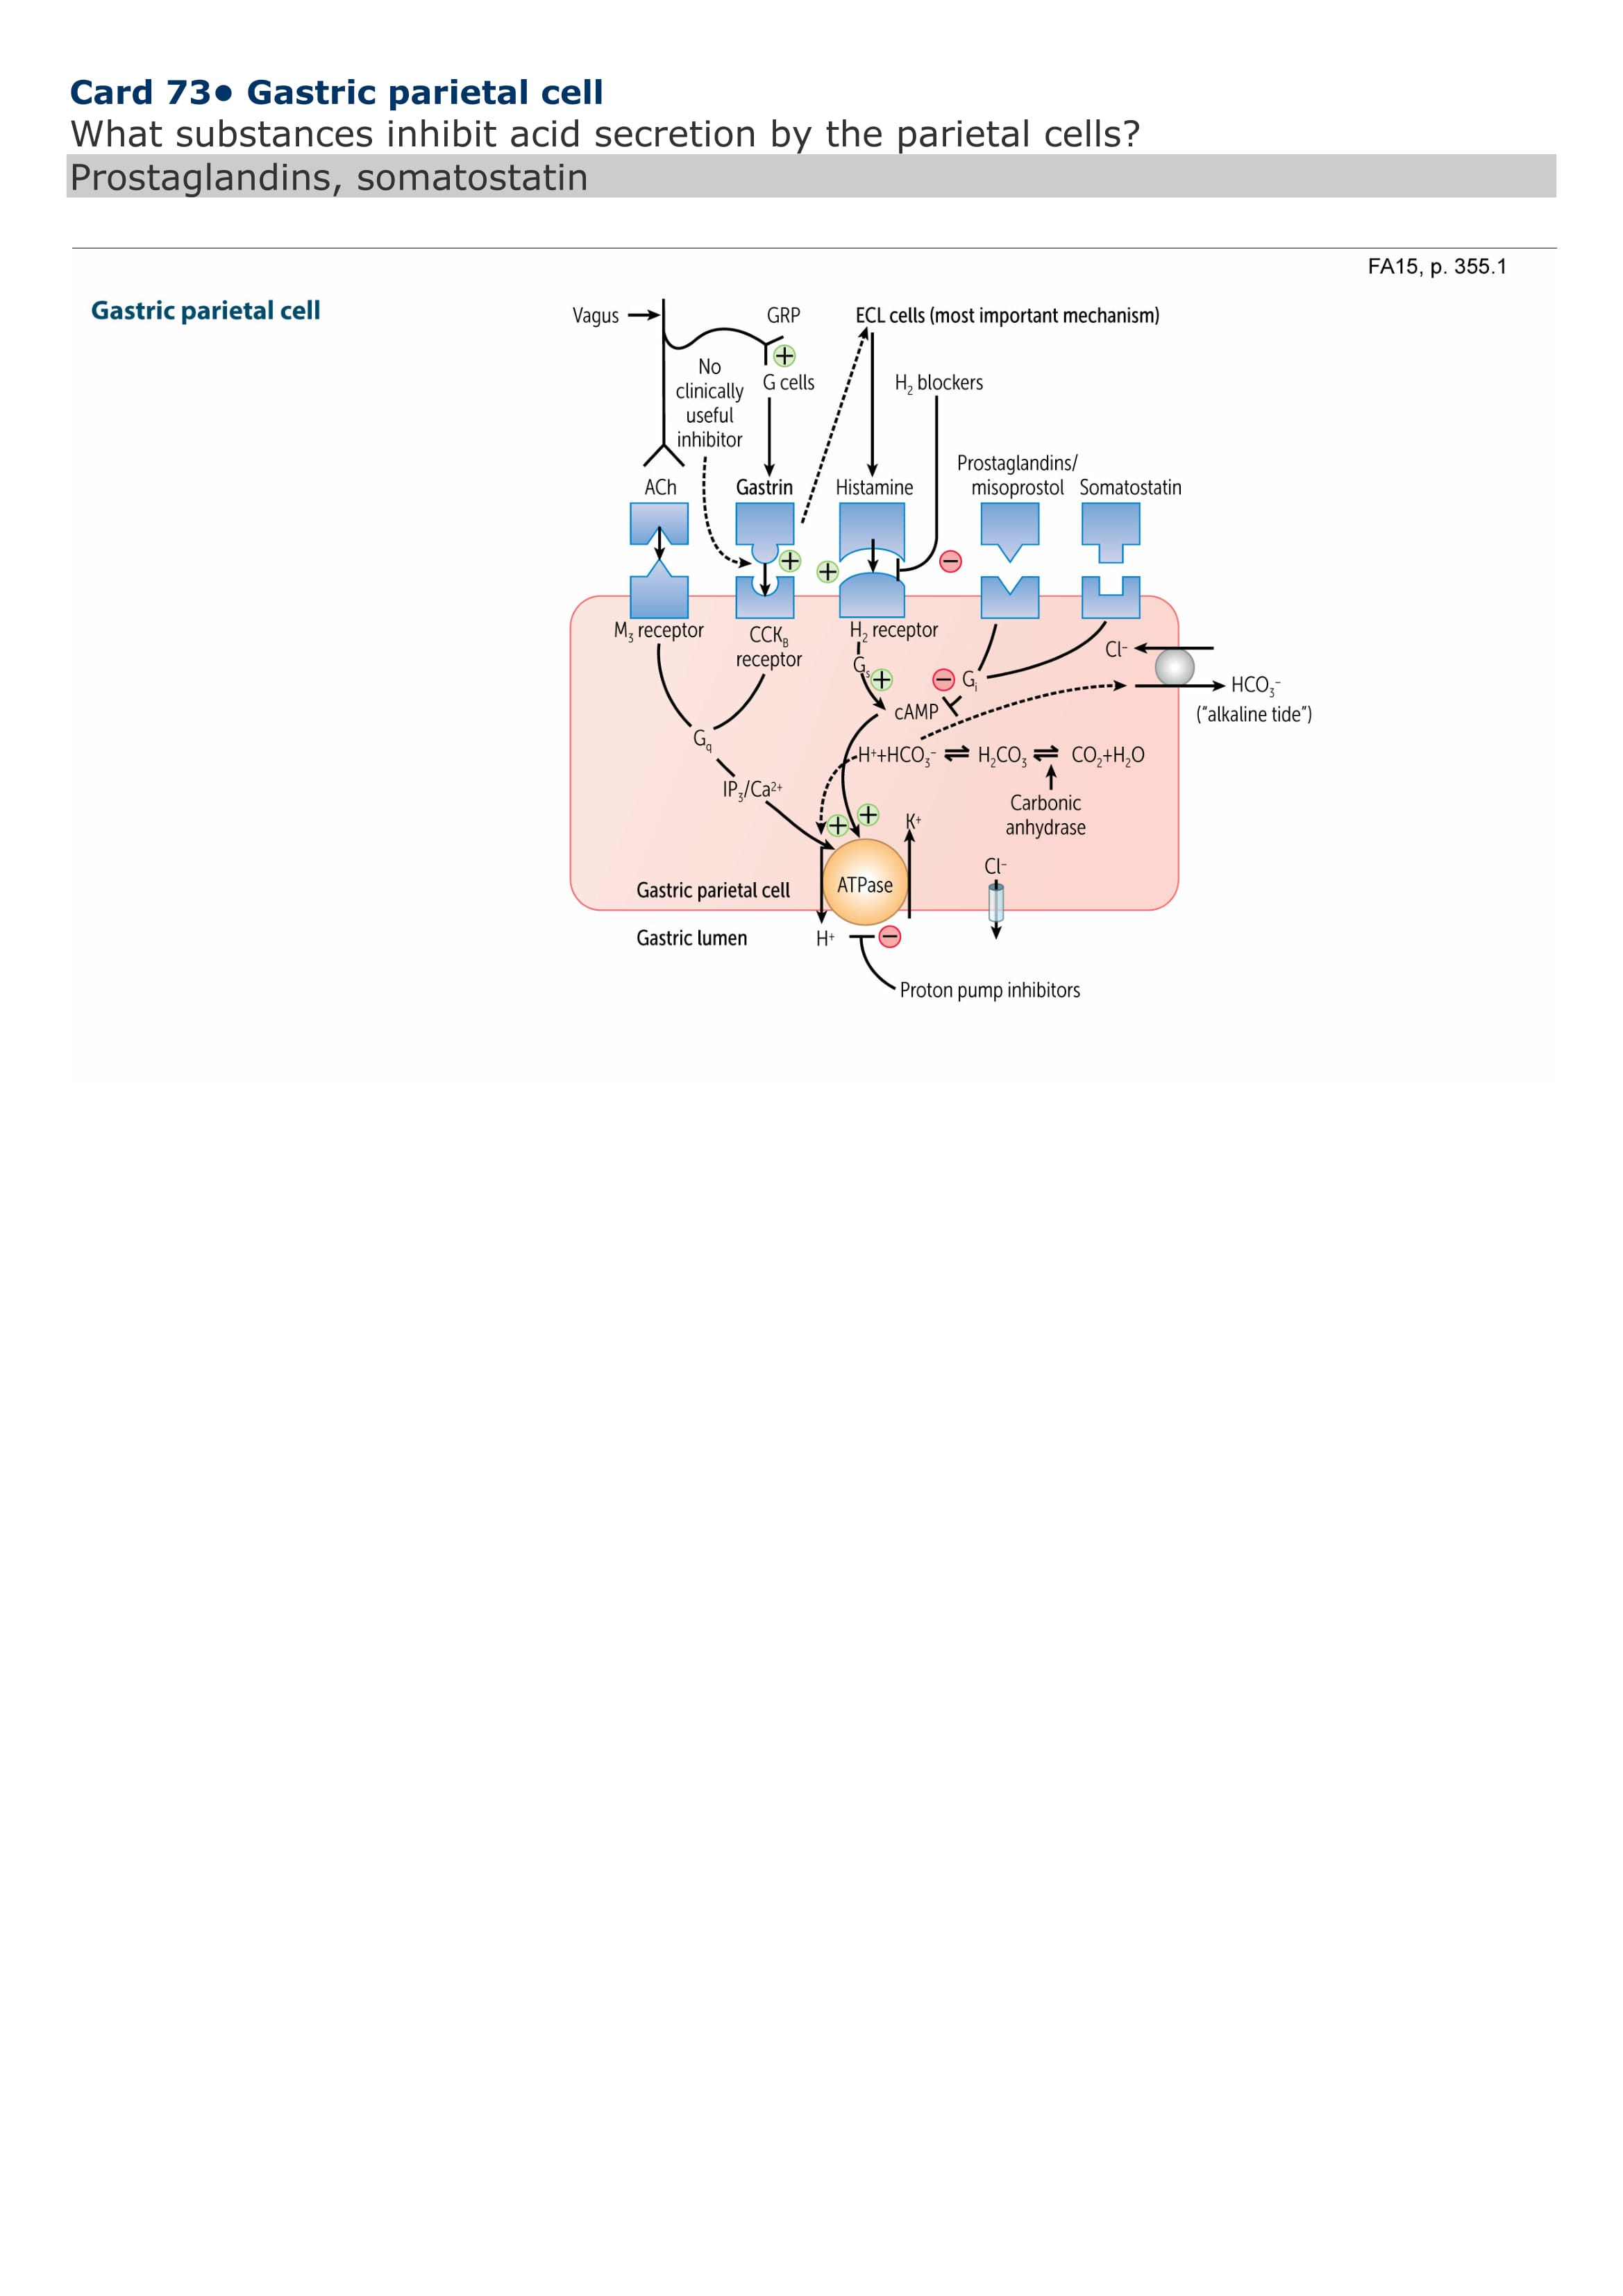 Card 73● Gastric parietal cell
What substances inhibit acid secretion by the parietal cells?
Prostaglandins, somatostatin
FA15, p. 355.1
Gastric parietal cell
Vagus
GRP
ECL cells (most important mechanism)
No
clinically
useful
inhibitor
G cells
H₂ blockers
Prostaglandins/
misoprostol
Somatostatin
ACh
Gastrin
Histamine
M₃ receptor
CCK_B
receptor
H₂ receptor
Gₛ
Gᵢ
cAMP
Cl⁻
HCO₃⁻
("alkaline tide")
G_q
H⁺+HCO₃⁻ ⇌ H₂CO₃ ⇌ CO₂+H₂O
IP₃/Ca²⁺
Carbonic
anhydrase
K⁺
Cl⁻
ATPase
Gastric parietal cell
Gastric lumen
H⁺
Proton pump inhibitors